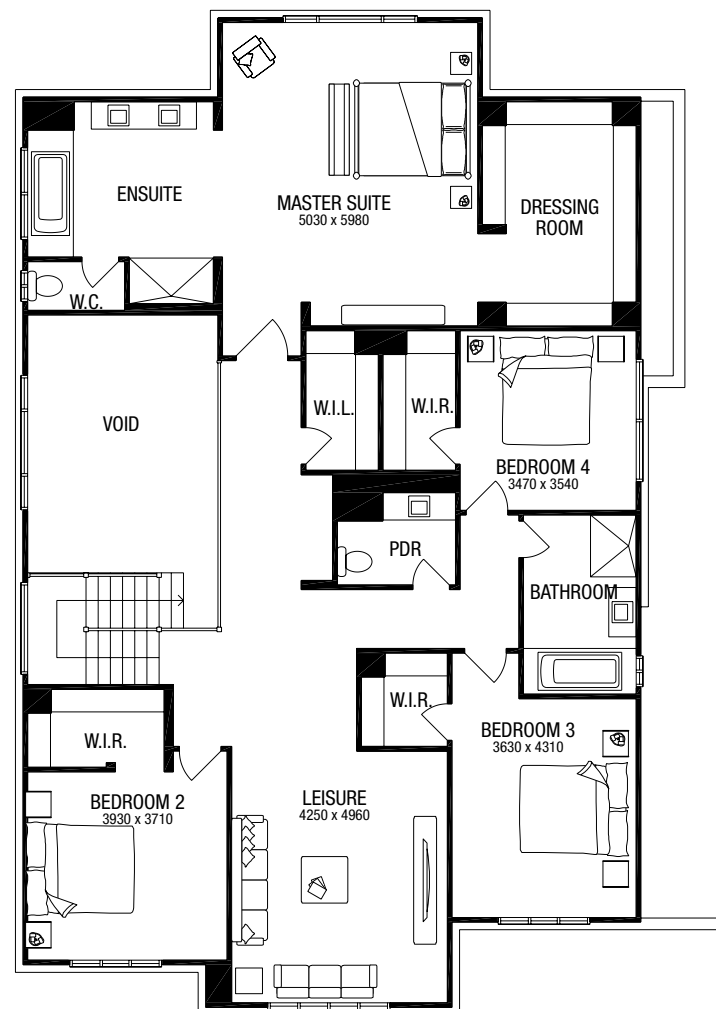 ENSUITE
MASTER SUITE
5030 x 5980
DRESSING
ROOM
W.C.
VOID
W.I.L.
W.I.R.
BEDROOM 4
3470 x 3540
PDR
BATHROOM
W.I.R.
W.I.R.
BEDROOM 3
3630 x 4310
BEDROOM 2
3930 x 3710
LEISURE
4250 x 4960